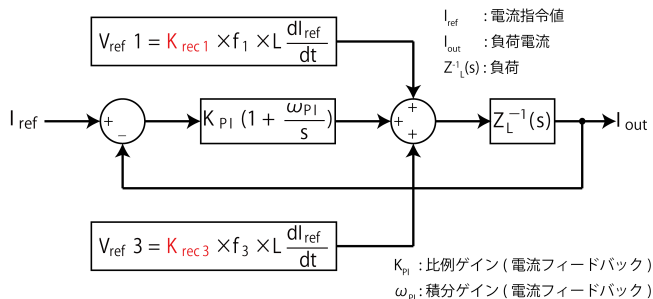 V_ref 1 = K_rec1 × f_1 × L dI_ref/dt
I_ref : 電流指令値
I_out : 負荷電流
Z^-1_L(s) : 負荷
I_ref
+
−
K_PI (1 + ω_PI/s)
+
+
+
Z_L^−1(s)
I_out
V_ref 3 = K_rec3 × f_3 × L dI_ref/dt
K_PI : 比例ゲイン ( 電流フィードバック )
ω_PI : 積分ゲイン ( 電流フィードバック )